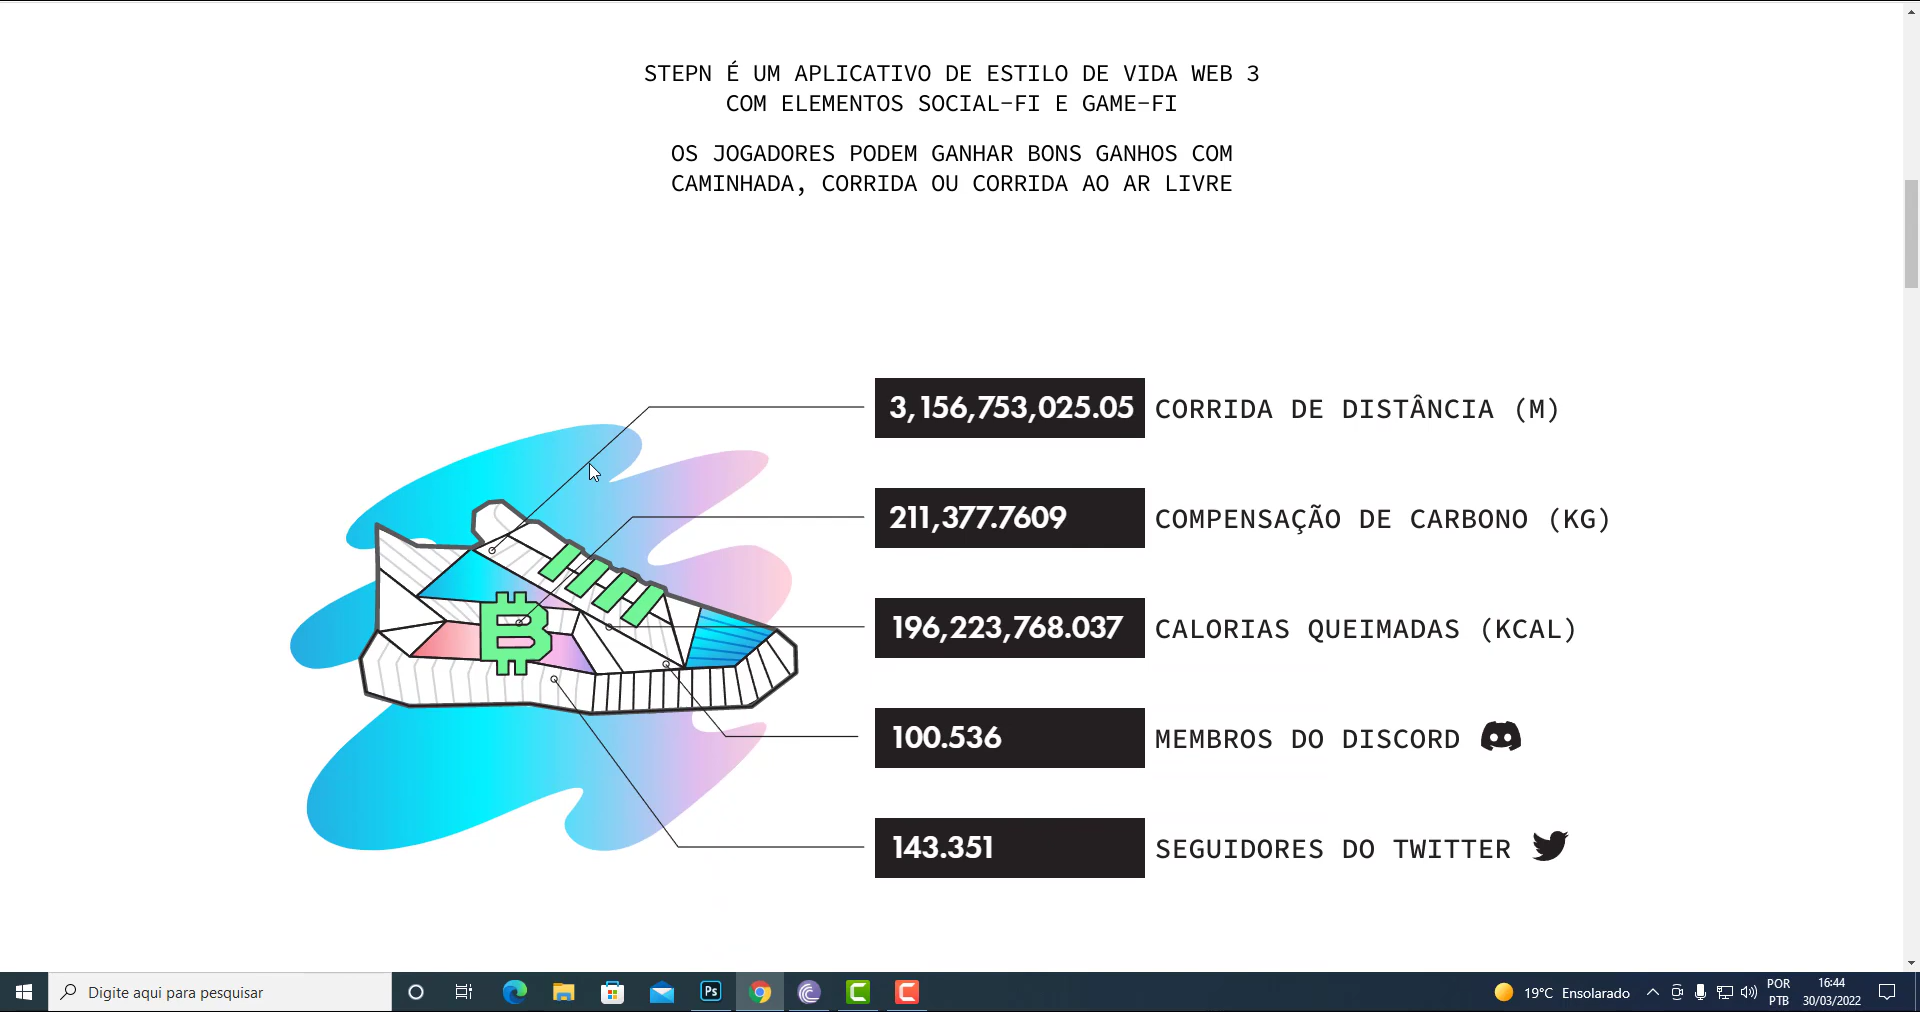 STEPN É UM APLICATIVO DE ESTILO DE VIDA WEB 3
COM ELEMENTOS SOCIAL-FI E GAME-FI
OS JOGADORES PODEM GANHAR BONS GANHOS COM
CAMINHADA, CORRIDA OU CORRIDA AO AR LIVRE
3,156,753,025.05 CORRIDA DE DISTÂNCIA (M)
211,377.7609 COMPENSAÇÃO DE CARBONO (KG)
196,223,768.037 CALORIAS QUEIMADAS (KCAL)
100.536 MEMBROS DO DISCORD
143.351 SEGUIDORES DO TWITTER
Digite aqui para pesquisar
Ps
19°C Ensolarado
POR
PTB
16:44
30/03/2022